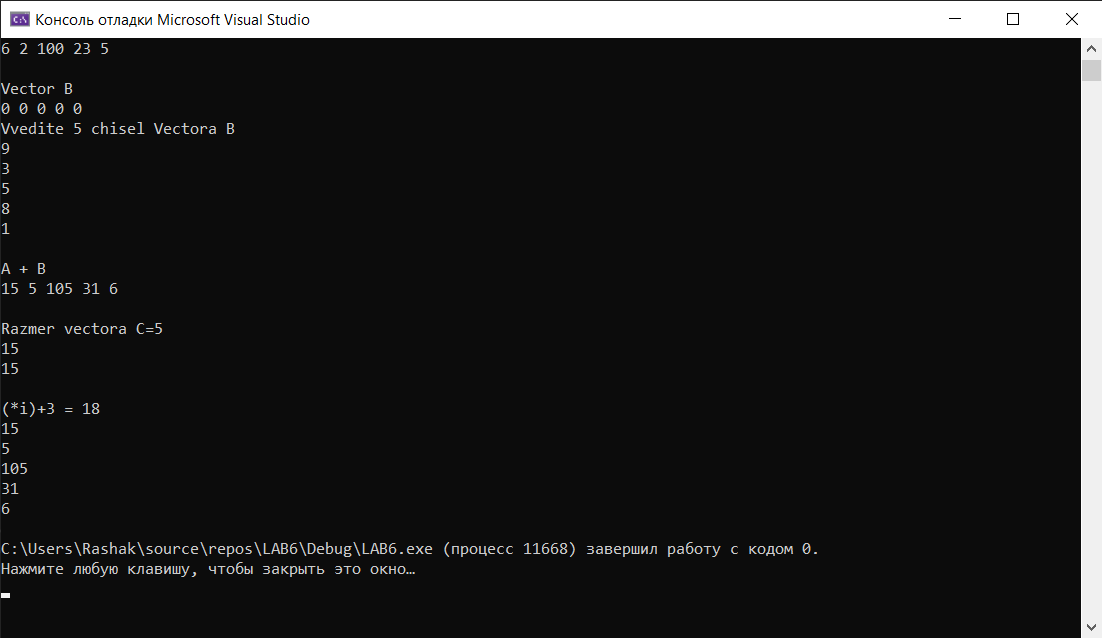 Консоль отладки Microsoft Visual Studio
6 2 100 23 5
Vector B
0 0 0 0 0
Vvedite 5 chisel Vectora B
9
3
5
8
1
A + B
15 5 105 31 6
Razmer vectora C=5
15
15
(*i)+3 = 18
15
5
105
31
6
C:\Users\Rashak\source\repos\LAB6\Debug\LAB6.exe (процесс 11668) завершил работу с кодом 0.
Нажмите любую клавишу, чтобы закрыть это окно…